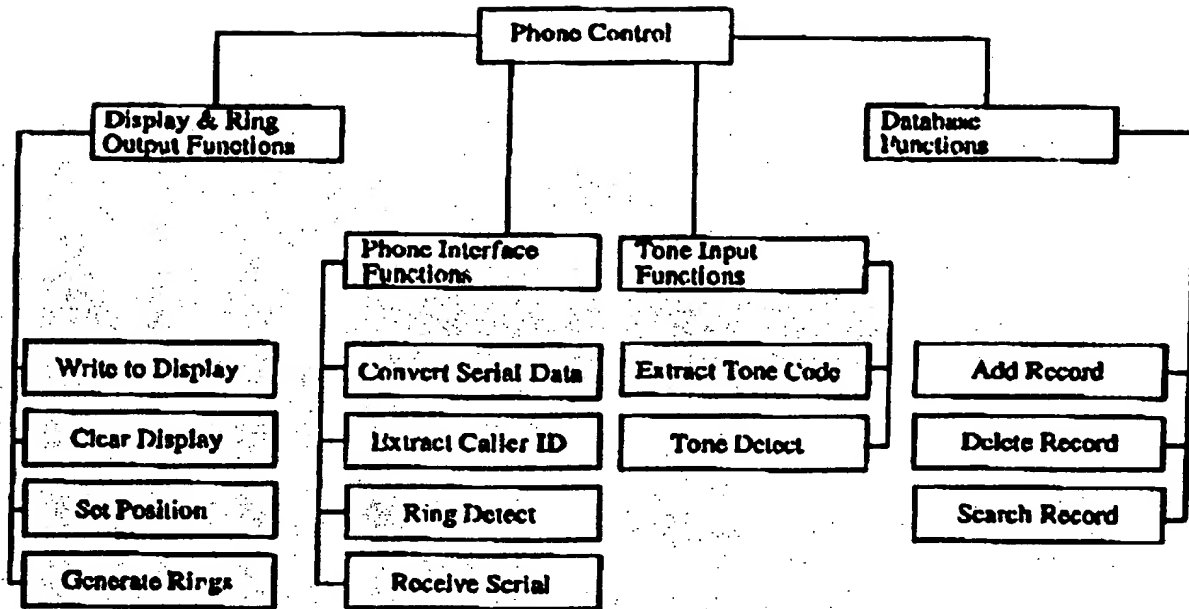 Phone Control
Display & Ring
Output Functions
Database
Functions
Phone Interface
Functions
Tone Input
Functions
Write to Display
Clear Display
Set Position
Generate Rings
Convert Serial Data
Extract Caller ID
Ring Detect
Receive Serial
Extract Tone Code
Tone Detect
Add Record
Delete Record
Search Record